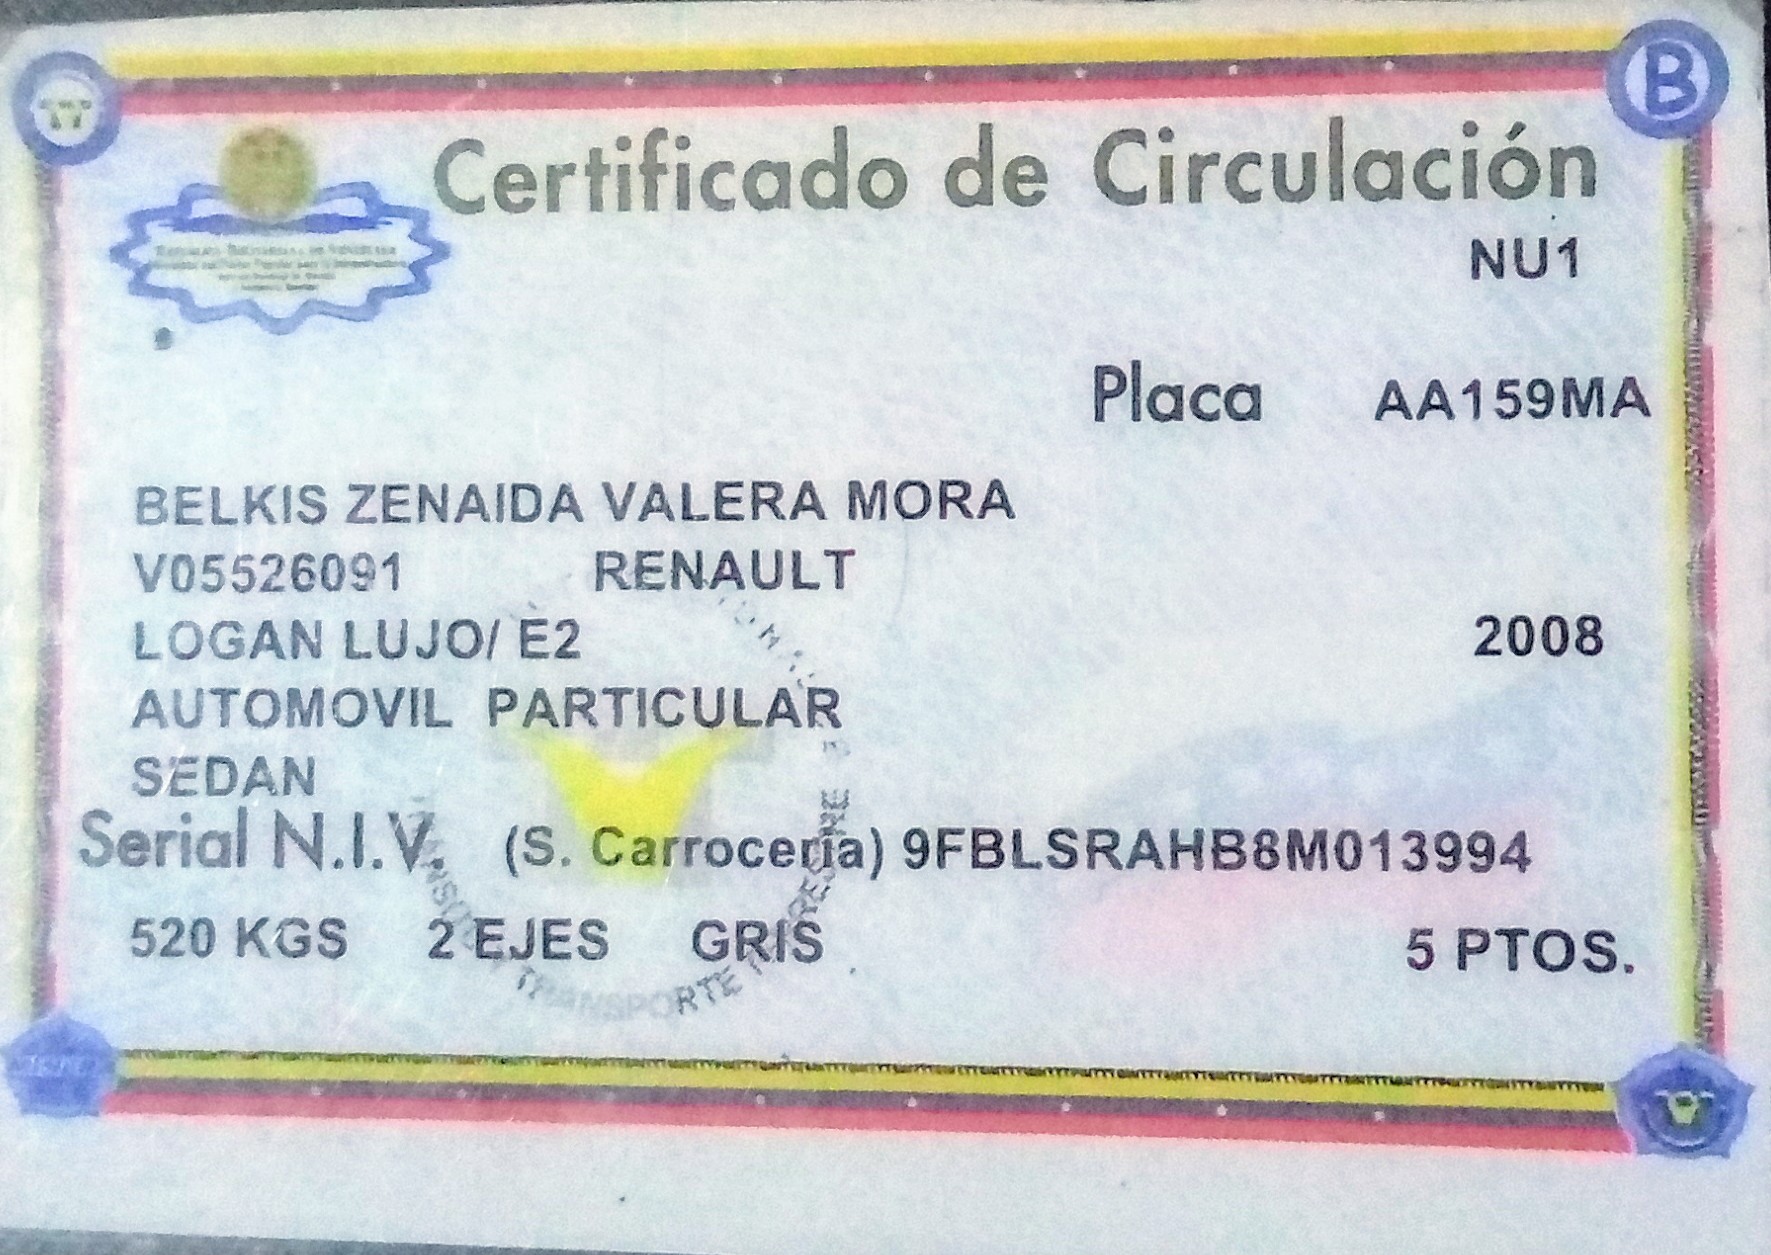 B
Certificado de Circulación
NU1
Placa AA159MA
BELKIS ZENAIDA VALERA MORA
V05526091 RENAULT
LOGAN LUJO/ E2 2008
AUTOMOVIL PARTICULAR
SEDAN
Serial N.I.V. (S. Carrocería) 9FBLSRAHB8M013994
520 KGS 2 EJES GRIS 5 PTOS.
TRANSPORTE